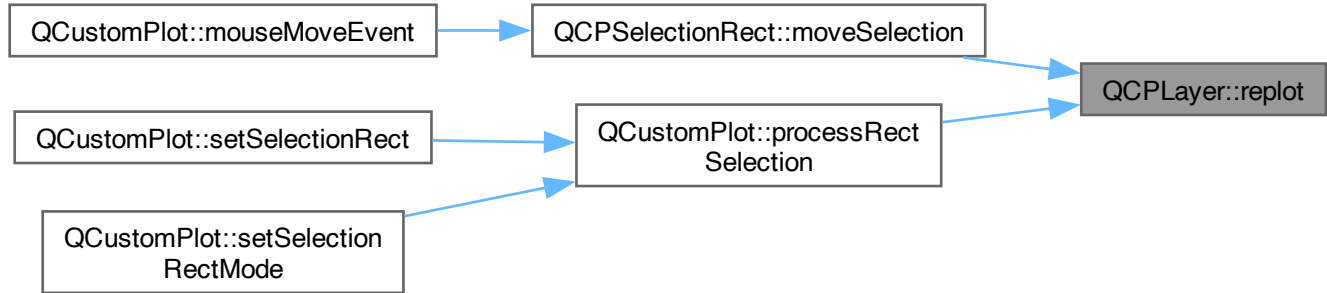 QCustomPlot::mouseMoveEvent
QCPSelectionRect::moveSelection
QCPLayer::replot
QCustomPlot::setSelectionRect
QCustomPlot::processRect
Selection
QCustomPlot::setSelection
RectMode